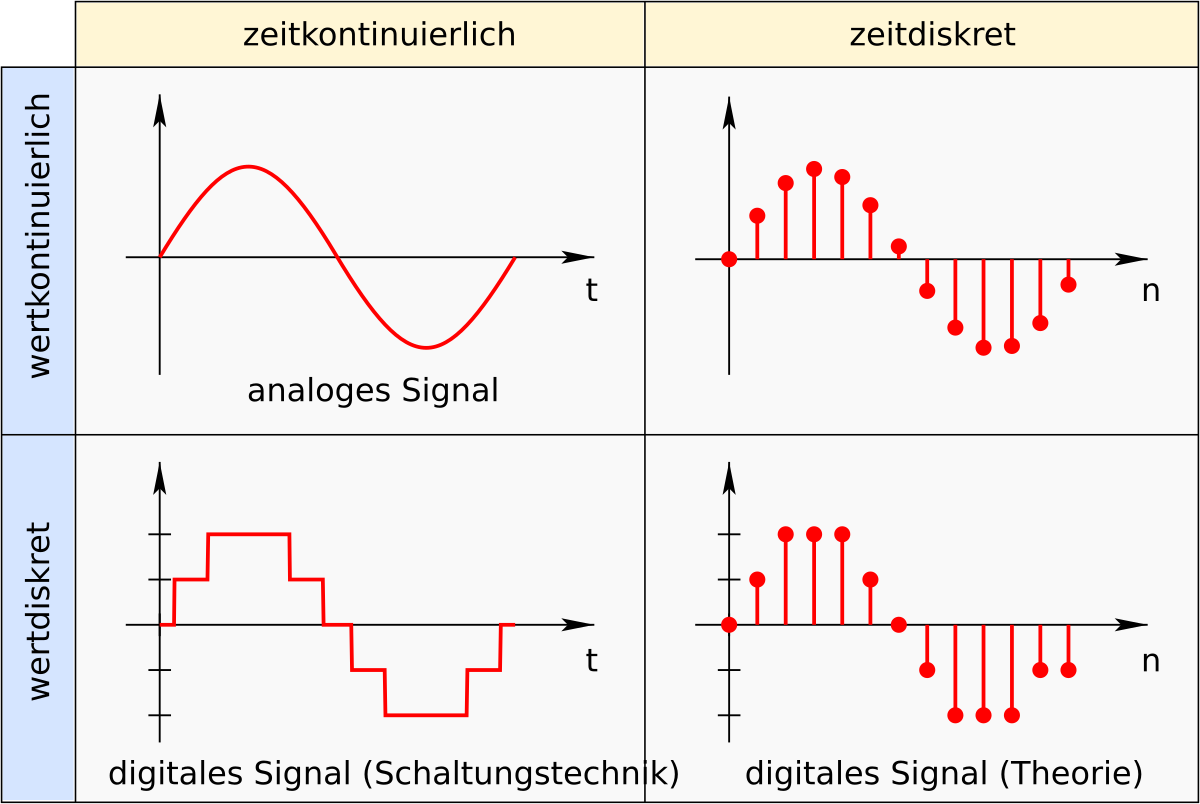 zeitkontinuierlich
zeitdiskret
wertkontinuierlich
t
analoges Signal
n
wertdiskret
t
digitales Signal (Schaltungstechnik)
n
digitales Signal (Theorie)